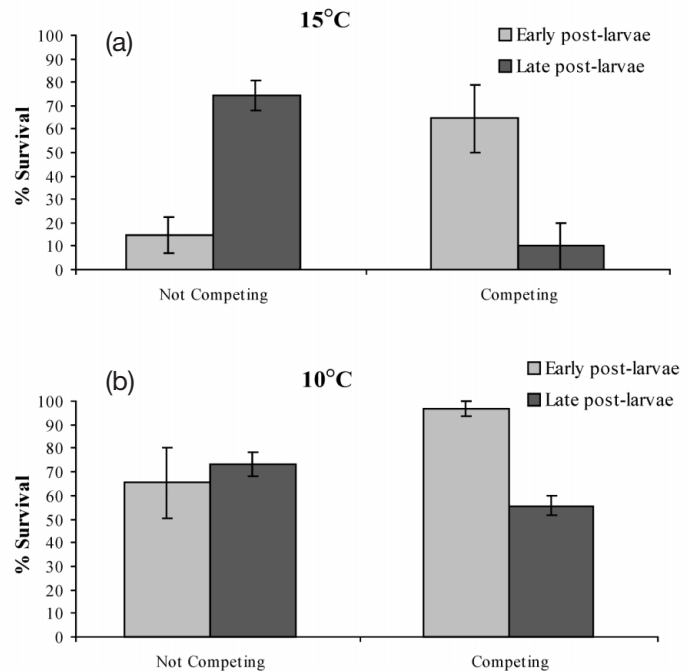 15°C
(a)
Early post-larvae
Late post-larvae
% Survival
100
90
80
70
60
50
40
30
20
10
0
Not Competing
Competing
(b)
10°C
Early post-larvae
Late post-larvae
% Survival
100
90
80
70
60
50
40
30
20
10
0
Not Competing
Competing